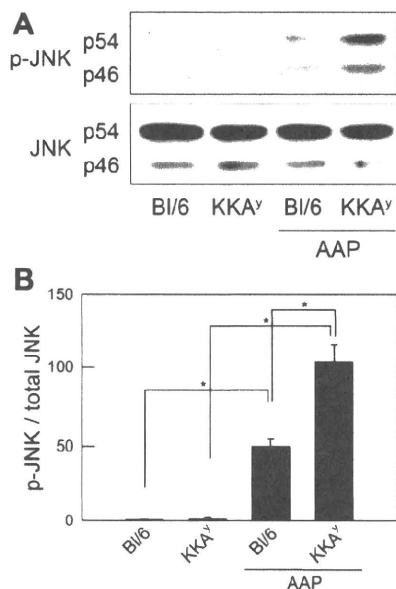 A
p-JNK
p54
p46
JNK
p54
p46
Bl/6 KKAʸ Bl/6 KKAʸ
AAP
B
p-JNK / total JNK
150
100
50
0
*
*
*
Bl/6 KKAʸ Bl/6 KKAʸ
AAP